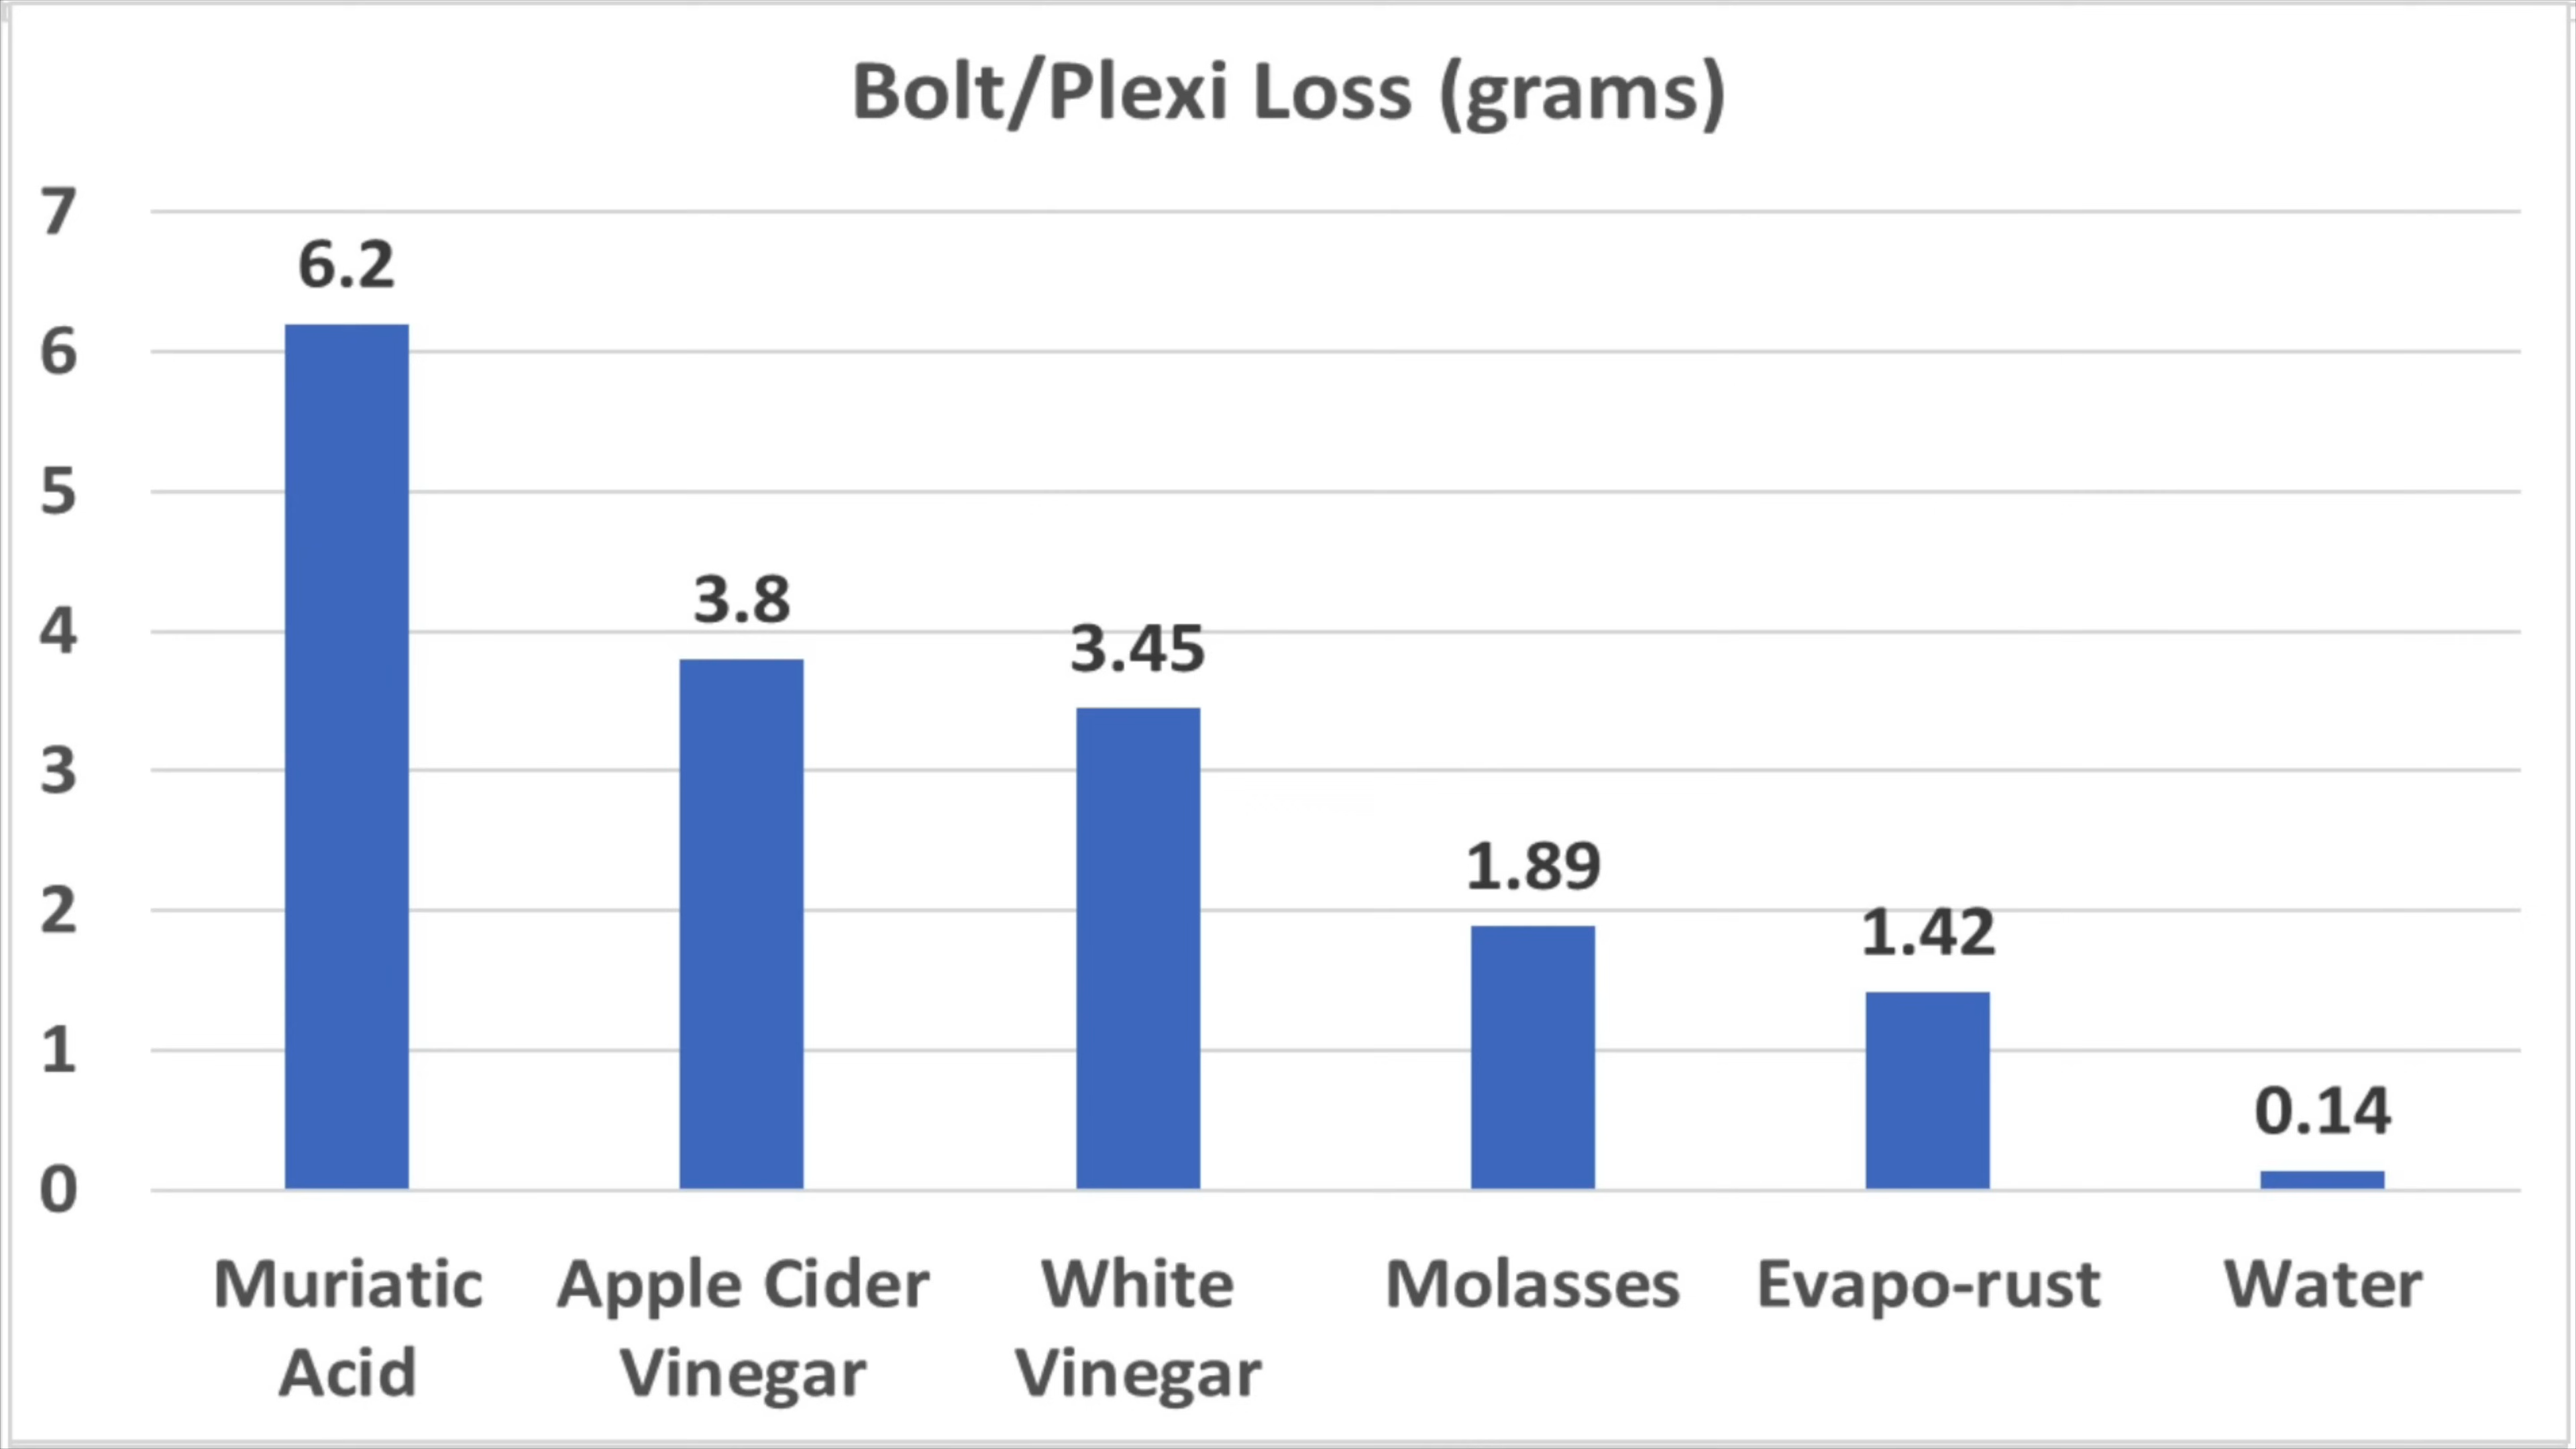 Bolt/Plexi Loss (grams)
7
6.2
6
5
3.8
4
3.45
3
1.89
2
1.42
1
0.14
0
Muriatic Acid
Apple Cider Vinegar
White Vinegar
Molasses
Evapo-rust
Water